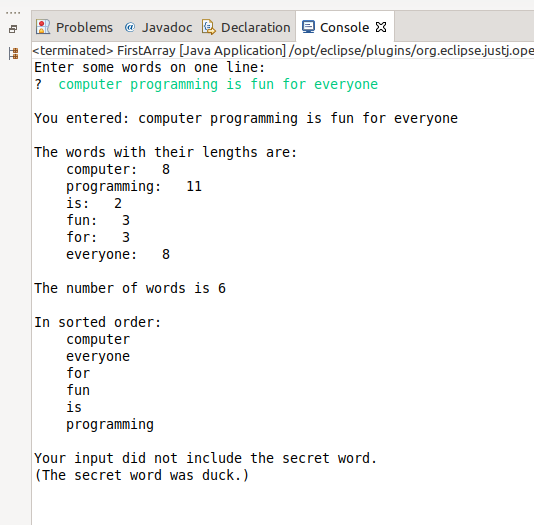 Problems @ Javadoc Declaration Console
<terminated> FirstArray [Java Application] /opt/eclipse/plugins/org.eclipse.justj.ope
Enter some words on one line:
?  computer programming is fun for everyone
You entered: computer programming is fun for everyone
The words with their lengths are:
    computer:   8
    programming:   11
    is:   2
    fun:   3
    for:   3
    everyone:   8
The number of words is 6
In sorted order:
    computer
    everyone
    for
    fun
    is
    programming
Your input did not include the secret word.
(The secret word was duck.)